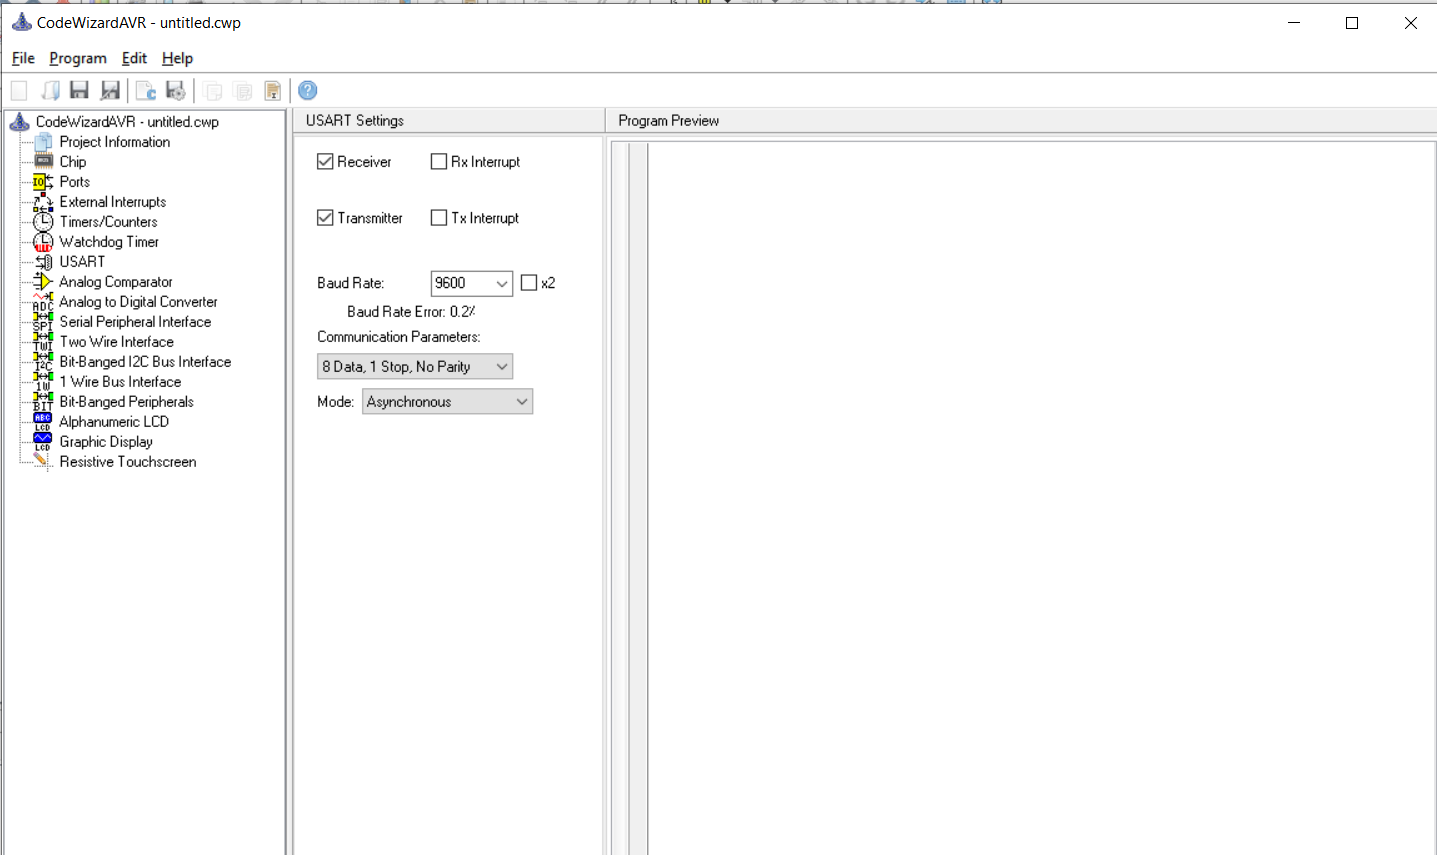 CodeWizardAVR - untitled.cwp
File Program Edit Help
CodeWizardAVR - untitled.cwp
Project Information
Chip
Ports
External Interrupts
Timers/Counters
Watchdog Timer
USART
Analog Comparator
Analog to Digital Converter
Serial Peripheral Interface
Two Wire Interface
Bit-Banged I2C Bus Interface
1 Wire Bus Interface
Bit-Banged Peripherals
Alphanumeric LCD
Graphic Display
Resistive Touchscreen
USART Settings
Receiver Rx Interrupt
Transmitter Tx Interrupt
Baud Rate: 9600 x2
Baud Rate Error: 0.2%
Communication Parameters:
8 Data, 1 Stop, No Parity
Mode: Asynchronous
Program Preview